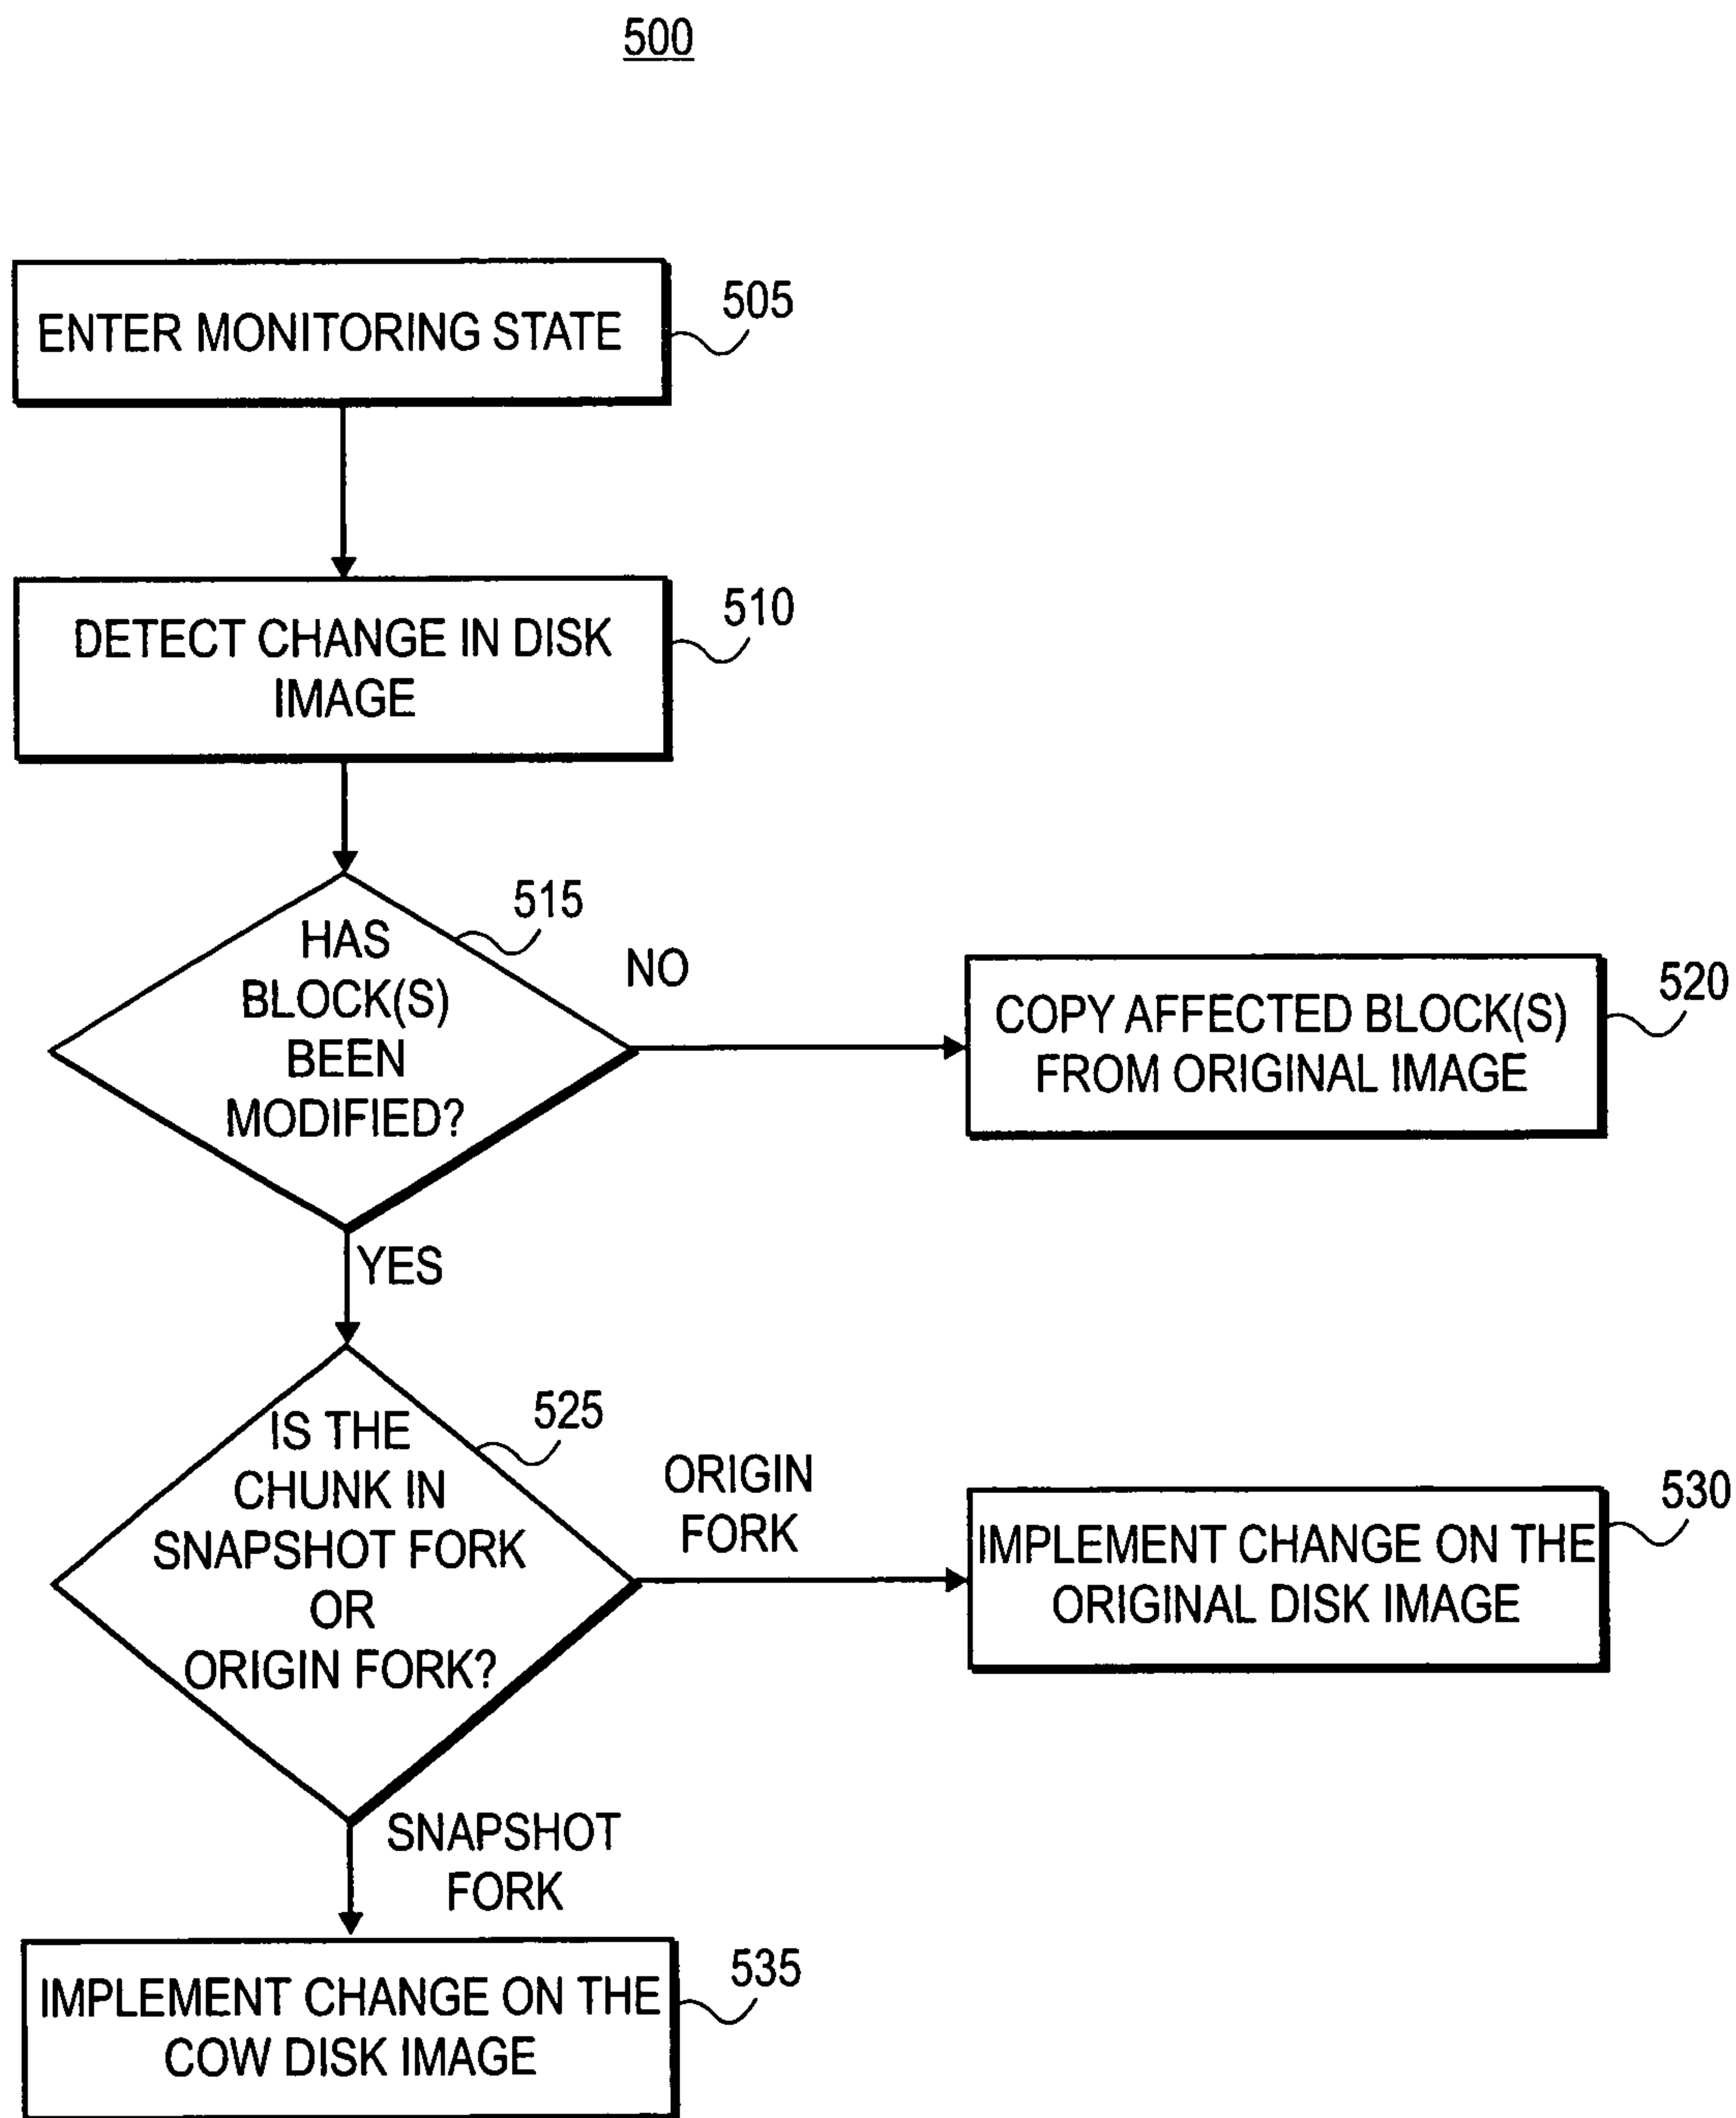 500
ENTER MONITORING STATE
505
DETECT CHANGE IN DISK
IMAGE
510
HAS
BLOCK(S)
BEEN
MODIFIED?
515
NO
COPY AFFECTED BLOCK(S)
FROM ORIGINAL IMAGE
520
YES
IS THE
CHUNK IN
SNAPSHOT FORK
OR
ORIGIN FORK?
525
ORIGIN
FORK
IMPLEMENT CHANGE ON THE
ORIGINAL DISK IMAGE
530
SNAPSHOT
FORK
IMPLEMENT CHANGE ON THE
COW DISK IMAGE
535